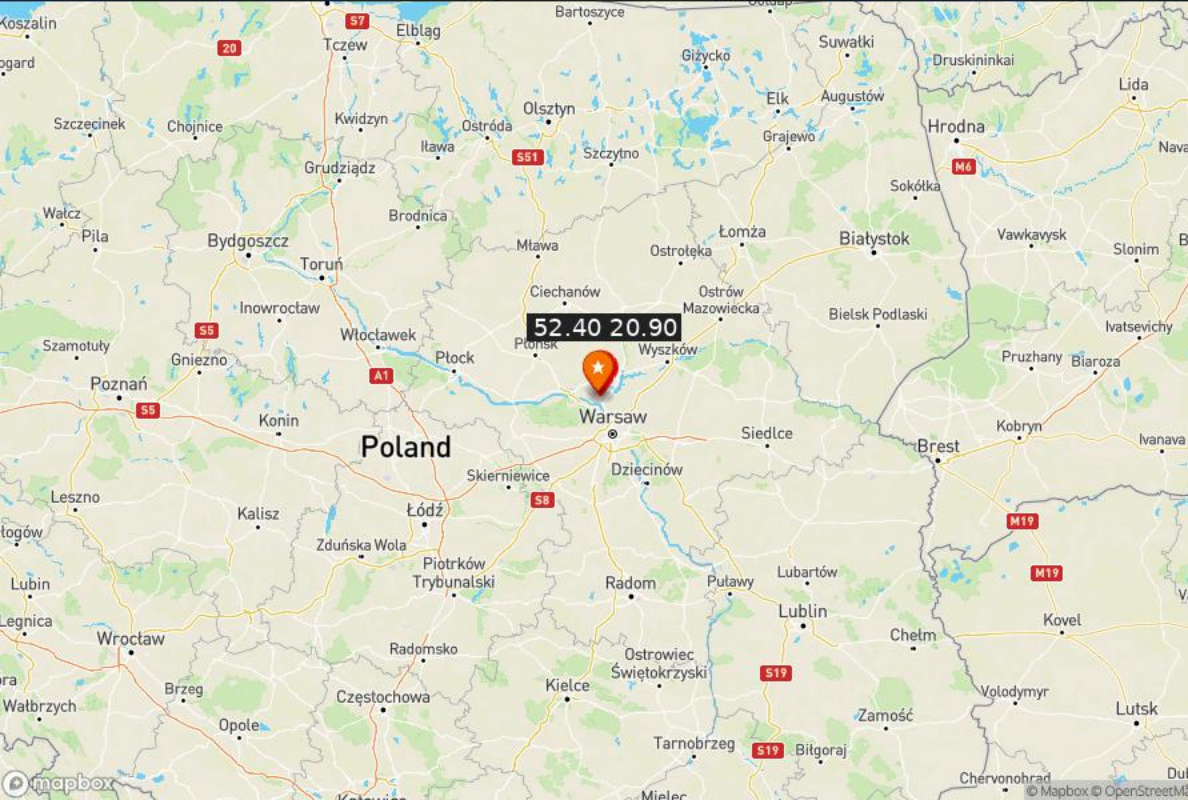 Koszalin
S7
Elbląg
Bartoszyce
20
Tczew
Suwałki
Giżycko
Druskininkai
ogard
Lida
Olsztyn
Ełk
Augustów
Szczecinek
Chojnice
Kwidzyn
Ostróda
Hrodna
Grajewo
Iława
S51
Szczytno
Nava
Grudziądz
M6
Sokółka
Wałcz
Brodnica
Pila
Bydgoszcz
Mława
Ostrołęka
Łomża
Białystok
Vawkavysk
Slonim
Toruń
Ciechanów
Ostrów
Mazowiecka
Inowrocław
Bielsk Podlaski
Ivatsevichy
S5
52.40 20.90
Włocławek
Szamotuły
Płońsk
Wyszków
Gniezno
Płock
Pruzhany
Biaroza
A1
Poznań
S5
Konin
Warsaw
Siedlce
Kobryn
Poland
Brest
Ivanava
Skierniewice
Dziecinów
Leszno
S8
Kalisz
Łódź
M19
łogów
Zduńska Wola
Piotrków
Trybunalski
Lubin
Radom
Puławy
Lubartów
M19
Legnica
Lublin
Kovel
Wrocław
Radomsko
Chełm
Ostrowiec
Świętokrzyski
S19
Brzeg
Częstochowa
Kielce
Volodymyr
Wałbrzych
Opole
Zamość
Lutsk
Tarnobrzeg
S19
Biłgoraj
mapbox
Chervonohrad
© Mapbox © OpenStreetMa